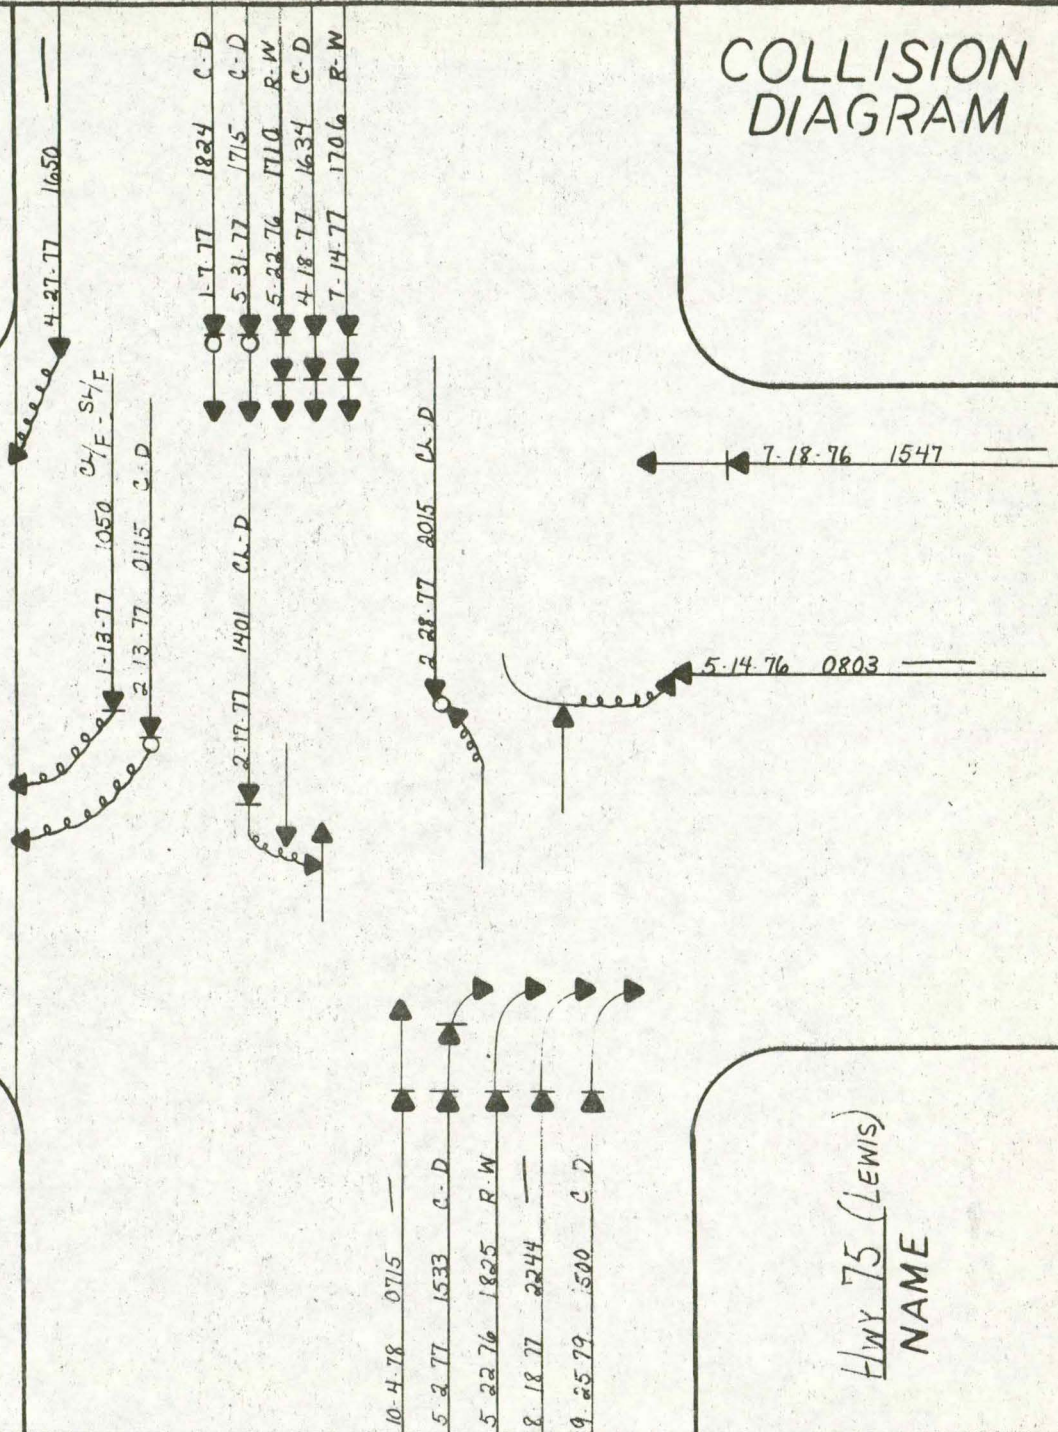 COLLISION
DIAGRAM
4-27-77 1650 —
1-7-77 1824 C-D
5 31-77 1715 C-D
5-22-76 1710 R-W
4-18-77 1634 C-D
7-14-77 1706 R-W
1-13-77 1050 CL/F - SL/F
2 13-77 0115 C-D
2-17-77 1401 CL-D
2 28-77 2015 CL-D
7-18-76 1547 —
5-14-76 0803 —
10-4-78 0715 —
5-2 77 1533 C-D
5 22 76 1825 R-W
8-18 77 2244 —
9-25 79 1500 C D
HWY 75 (LEWIS)
NAME